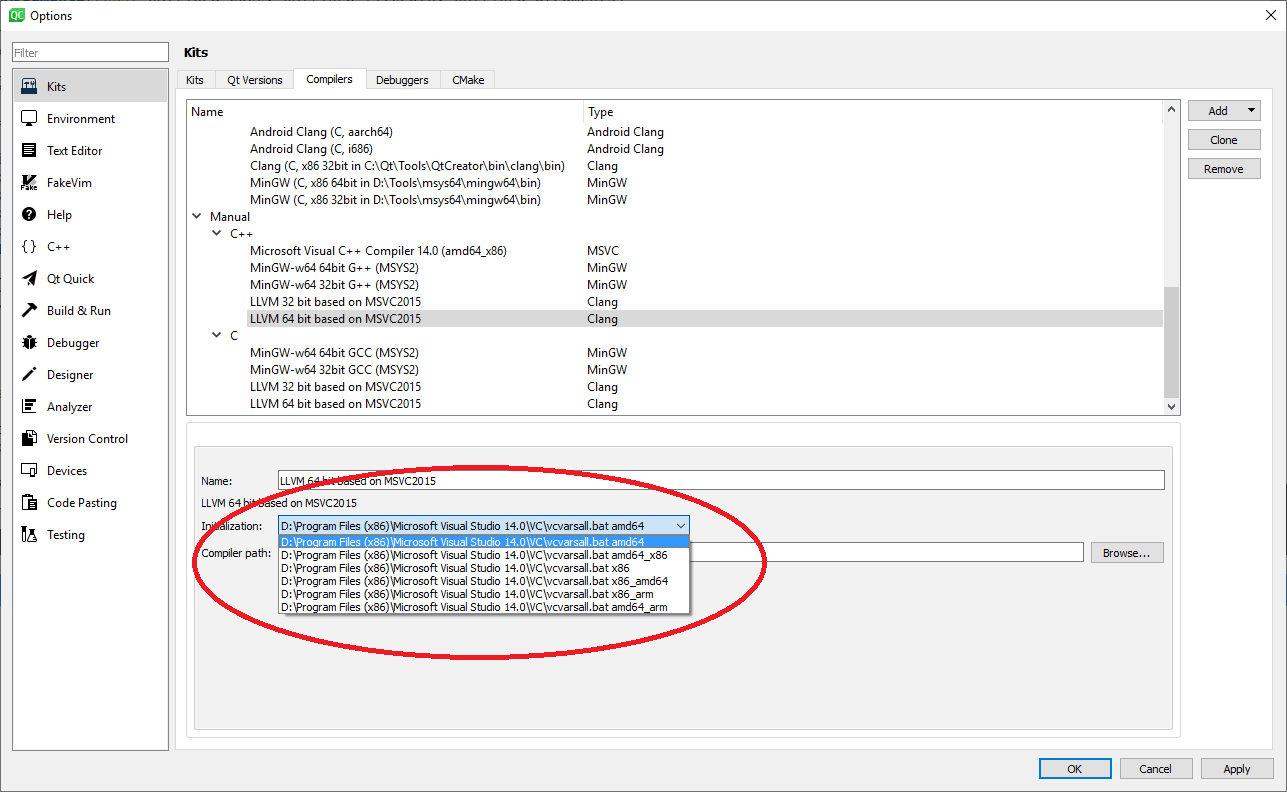 QC Options
Filter
Kits
Environment
Text Editor
FakeVim
Help
C++
Qt Quick
Build & Run
Debugger
Designer
Analyzer
Version Control
Devices
Code Pasting
Testing
Kits
Kits Qt Versions Compilers Debuggers CMake
Name Type
Android Clang (C, aarch64) Android Clang
Android Clang (C, i686) Android Clang
Clang (C, x86 32bit in C:\Qt\Tools\QtCreator\bin\clang\bin) Clang
MinGW (C, x86 64bit in D:\Tools\msys64\mingw64\bin) MinGW
MinGW (C, x86 32bit in D:\Tools\msys64\mingw64\bin) MinGW
Manual
C++
Microsoft Visual C++ Compiler 14.0 (amd64_x86) MSVC
MinGW-w64 64bit G++ (MSYS2) MinGW
MinGW-w64 32bit G++ (MSYS2) MinGW
LLVM 32 bit based on MSVC2015 Clang
LLVM 64 bit based on MSVC2015 Clang
C
MinGW-w64 64bit GCC (MSYS2) MinGW
MinGW-w64 32bit GCC (MSYS2) MinGW
LLVM 32 bit based on MSVC2015 Clang
LLVM 64 bit based on MSVC2015 Clang
Add
Clone
Remove
Name: LLVM 64 bit based on MSVC2015
LLVM 64 bit based on MSVC2015
Initialization: D:\Program Files (x86)\Microsoft Visual Studio 14.0\VC\vcvarsall.bat amd64
D:\Program Files (x86)\Microsoft Visual Studio 14.0\VC\vcvarsall.bat amd64
Compiler path: Browse...
D:\Program Files (x86)\Microsoft Visual Studio 14.0\VC\vcvarsall.bat amd64_x86
D:\Program Files (x86)\Microsoft Visual Studio 14.0\VC\vcvarsall.bat x86
D:\Program Files (x86)\Microsoft Visual Studio 14.0\VC\vcvarsall.bat x86_amd64
D:\Program Files (x86)\Microsoft Visual Studio 14.0\VC\vcvarsall.bat x86_arm
D:\Program Files (x86)\Microsoft Visual Studio 14.0\VC\vcvarsall.bat amd64_arm
OK Cancel Apply